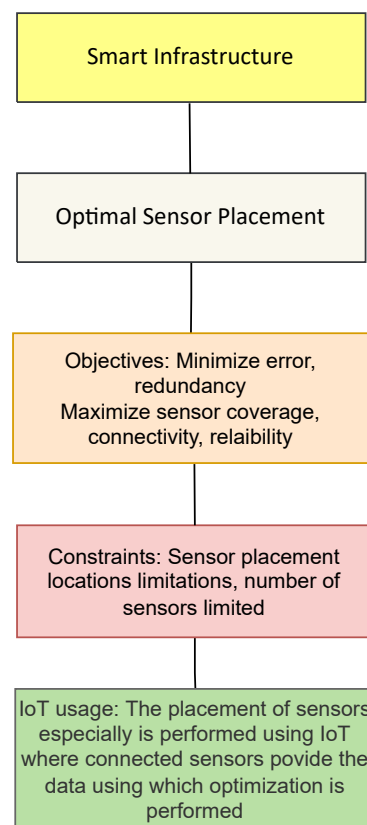 Smart Infrastructure
Optimal Sensor Placement
Objectives: Minimize error,
redundancy
Maximize sensor coverage,
connectivity, relaibility
Constraints: Sensor placement
locations limitations, number of
sensors limited
IoT usage: The placement of sensors
especially is performed using IoT
where connected sensors povide the
data using which optimization is
performed